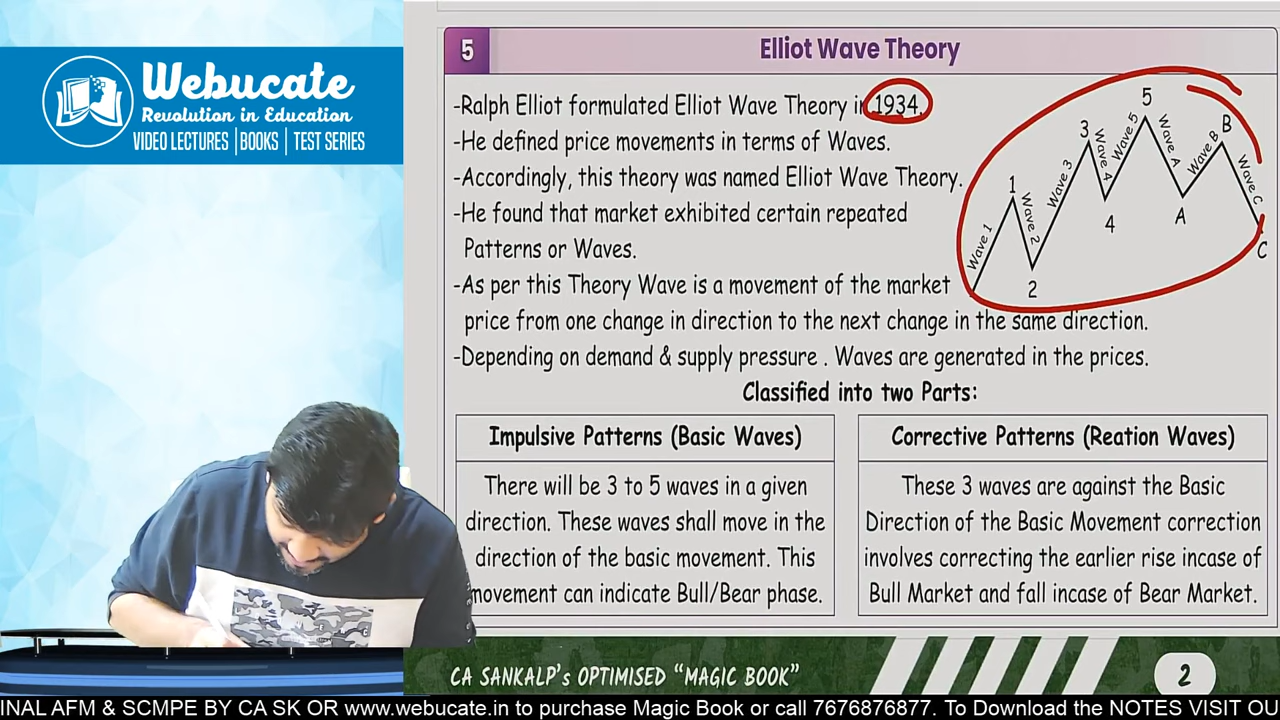 Webucate
Revolution in Education
VIDEO LECTURES | BOOKS | TEST SERIES
5
Elliot Wave Theory
-Ralph Elliot formulated Elliot Wave Theory in 1934.
-He defined price movements in terms of Waves.
-Accordingly, this theory was named Elliot Wave Theory.
-He found that market exhibited certain repeated
Patterns or Waves.
-As per this Theory Wave is a movement of the market
price from one change in direction to the next change in the same direction.
-Depending on demand & supply pressure . Waves are generated in the prices.
Wave 1
1
Wave 2
2
Wave 3
3
Wave 4
4
Wave 5
5
Wave A
A
Wave B
B
Wave C
C
Classified into two Parts:
Impulsive Patterns (Basic Waves)
There will be 3 to 5 waves in a given
direction. These waves shall move in the
direction of the basic movement. This
movement can indicate Bull/Bear phase.
Corrective Patterns (Reation Waves)
These 3 waves are against the Basic
Direction of the Basic Movement correction
involves correcting the earlier rise incase of
Bull Market and fall incase of Bear Market.
CA SANKALP's OPTIMISED "MAGIC BOOK"
2
INAL AFM & SCMPE BY CA SK OR www.webucate.in to purchase Magic Book or call 7676876877. To Download the NOTES VISIT OU